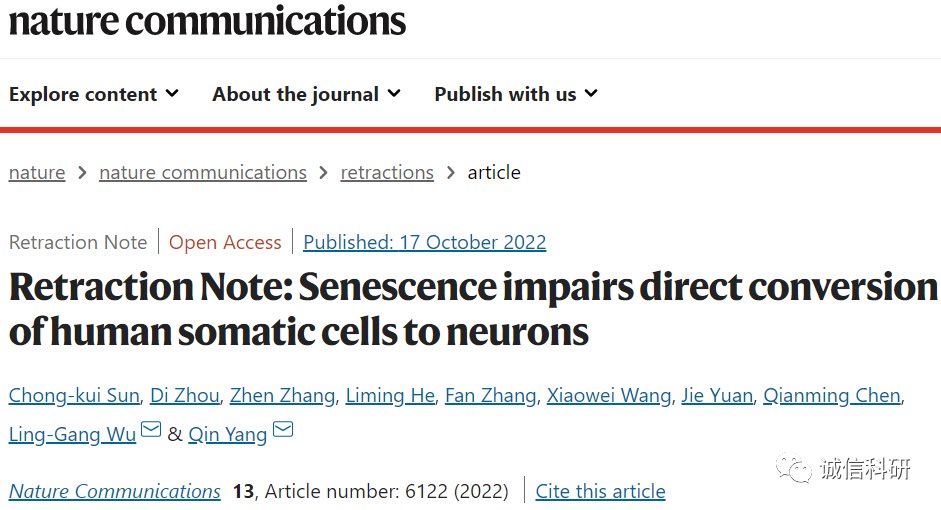 nature communications
Explore content About the journal Publish with us
nature > nature communications > retractions > article
Retraction Note | Open Access | Published: 17 October 2022
Retraction Note: Senescence impairs direct conversion
of human somatic cells to neurons
Chong-kui Sun, Di Zhou, Zhen Zhang, Liming He, Fan Zhang, Xiaowei Wang, Jie Yuan, Qianming Chen,
Ling-Gang Wu & Qin Yang
诚信科研
Nature Communications 13, Article number: 6122 (2022) | Cite this article